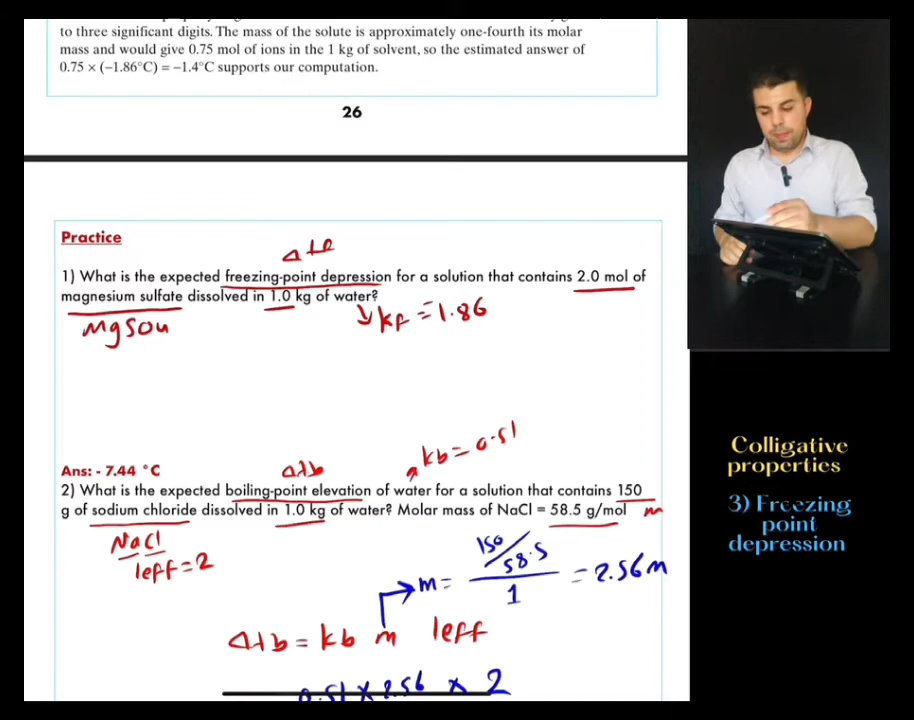 to three significant digits. The mass of the solute is approximately one-fourth its molar
mass and would give 0.75 mol of ions in the 1 kg of solvent, so the estimated answer of
0.75 × (−1.86°C) = −1.4°C supports our computation.
26
Practice
Δtf
1) What is the expected freezing-point depression for a solution that contains 2.0 mol of
magnesium sulfate dissolved in 1.0 kg of water?
MgSO4
kf = 1.86
kb = 0.51
Ans: - 7.44 °C
Δtb
2) What is the expected boiling-point elevation of water for a solution that contains 150
g of sodium chloride dissolved in 1.0 kg of water? Molar mass of NaCl = 58.5 g/mol m
NaCl
ieff = 2
m = 150/58.5 / 1 = 2.56 m
Δtb = kb m ieff
0.51 × 2.56 × 2
Colligative
properties
3) Freezing
point
depression